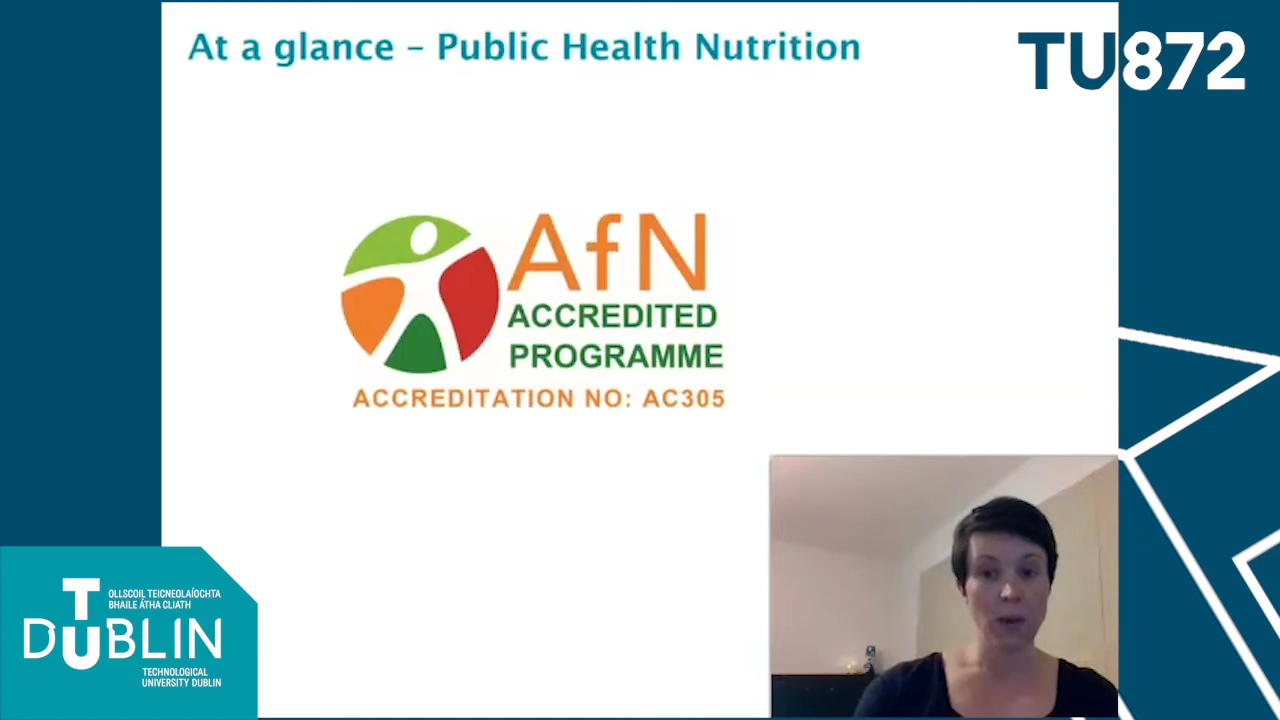 At a glance – Public Health Nutrition
TU872
AfN
ACCREDITED
PROGRAMME
ACCREDITATION NO: AC305
TU
DUBLIN
OLLSCOIL TEICNEOLAÍOCHTA
BHAILE ÁTHA CLIATH
TECHNOLOGICAL
UNIVERSITY DUBLIN